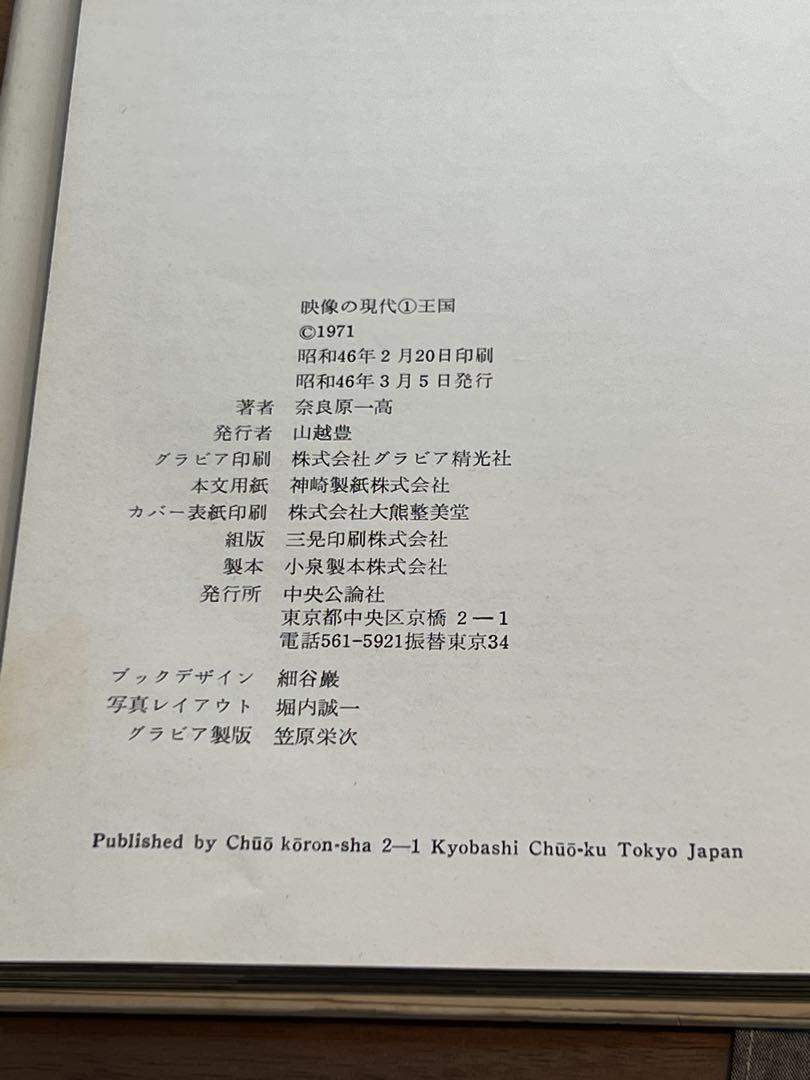 映像の現代①王国
©1971
昭和46年2月20日印刷
昭和46年3月5日発行
著者 奈良原一高
発行者 山越豊
グラビア印刷 株式会社グラビア精光社
本文用紙 神崎製紙株式会社
カバー表紙印刷 株式会社大熊整美堂
組版 三晃印刷株式会社
製本 小泉製本株式会社
発行所 中央公論社
東京都中央区京橋 2―1
電話561-5921振替東京34
ブックデザイン 細谷巖
写真レイアウト 堀内誠一
グラビア製版 笠原栄次
Published by Chūō kōron-sha 2―1 Kyobashi Chūō-ku Tokyo Japan